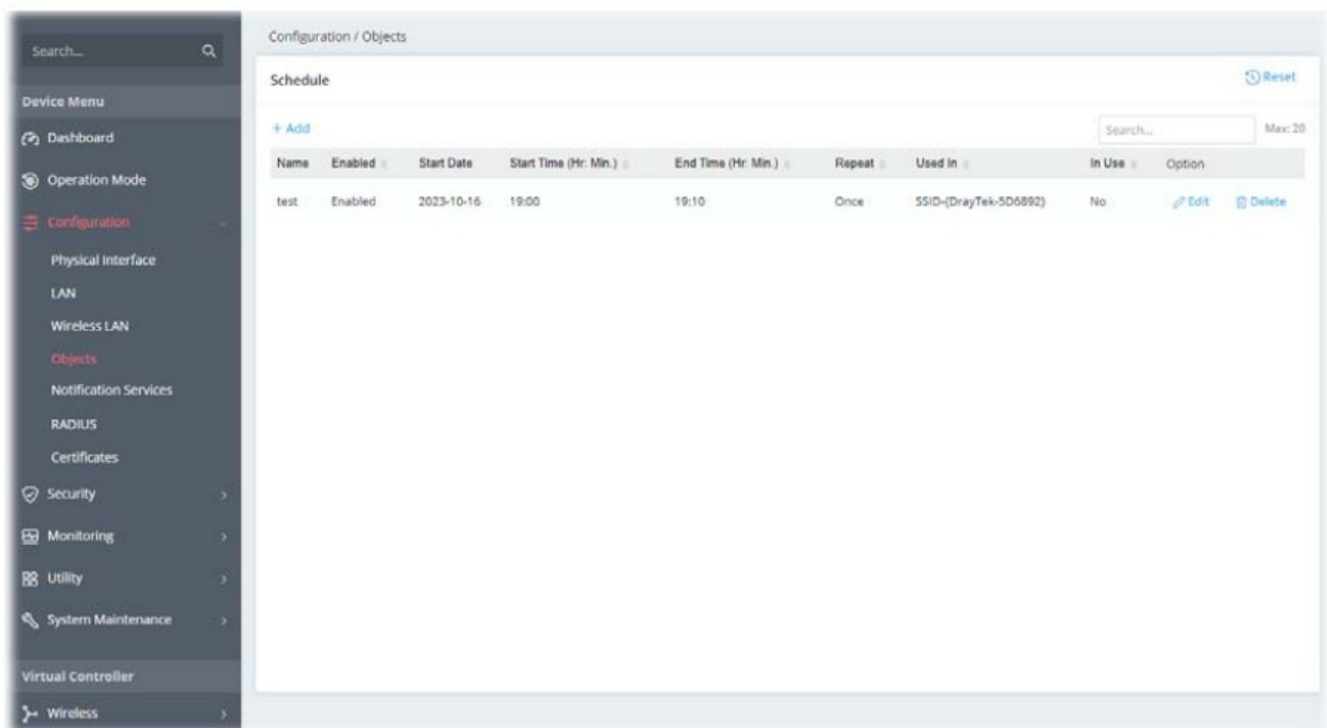 Search...
Device Menu
Dashboard
Operation Mode
Configuration
Physical Interface
LAN
Wireless LAN
Objects
Notification Services
RADIUS
Certificates
Security
Monitoring
Utility
System Maintenance
Virtual Controller
Wireless
Configuration / Objects
Schedule Reset
+ Add Search... Max: 20
Name Enabled Start Date Start Time (Hr: Min.) End Time (Hr: Min.) Repeat Used In In Use Option
test Enabled 2023-10-16 19:00 19:10 Once SSID-(DrayTek-5D6892) No Edit Delete